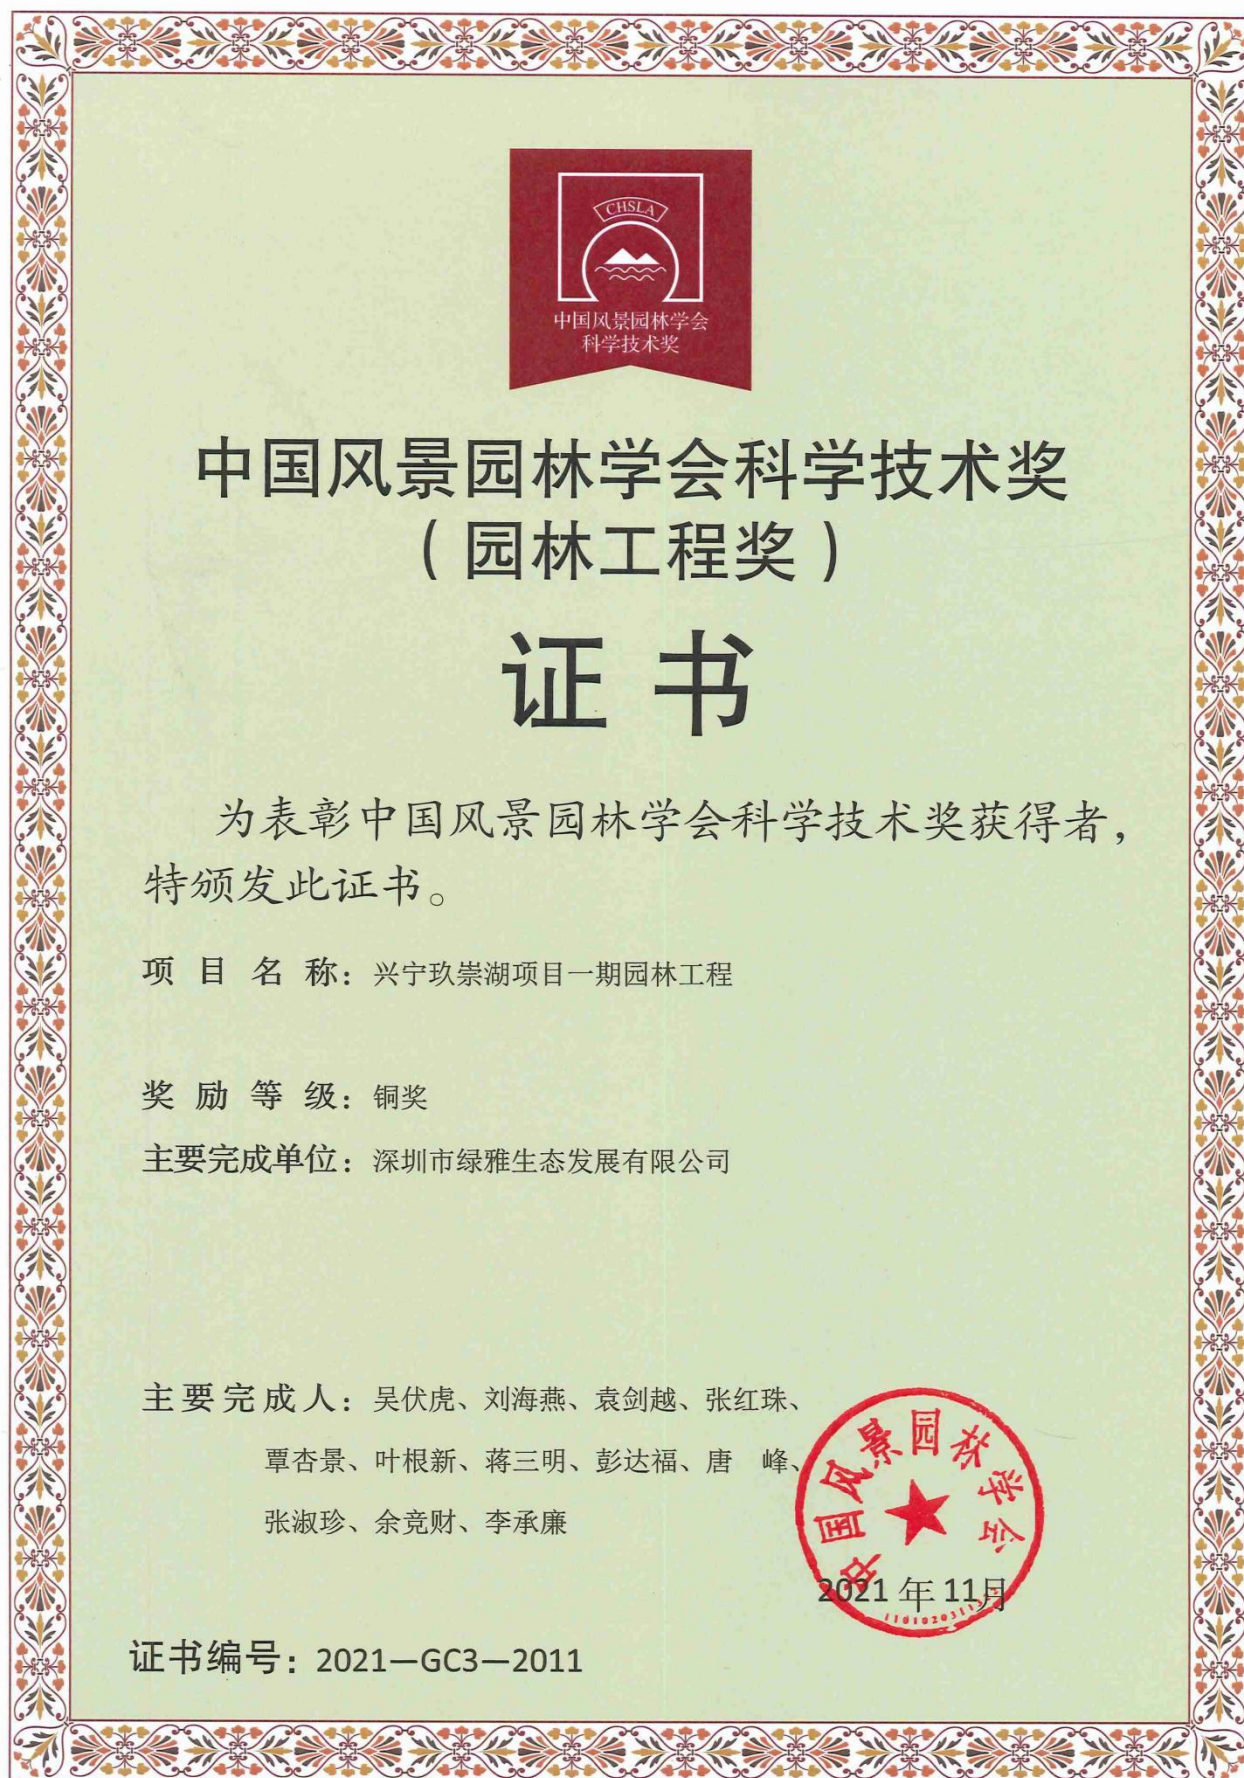 CHSLA
中国风景园林学会
科学技术奖
中国风景园林学会科学技术奖
（园林工程奖）
证书
为表彰中国风景园林学会科学技术奖获得者，
特颁发此证书。
项目名称：兴宁玖崇湖项目一期园林工程
奖励等级：铜奖
主要完成单位：深圳市绿雅生态发展有限公司
主要完成人：吴伏虎、刘海燕、袁剑越、张红珠、
覃杏景、叶根新、蒋三明、彭达福、唐　峰、
张淑珍、余竞财、李承廉
中国风景园林学会
2021年11月
证书编号：2021—GC3—2011